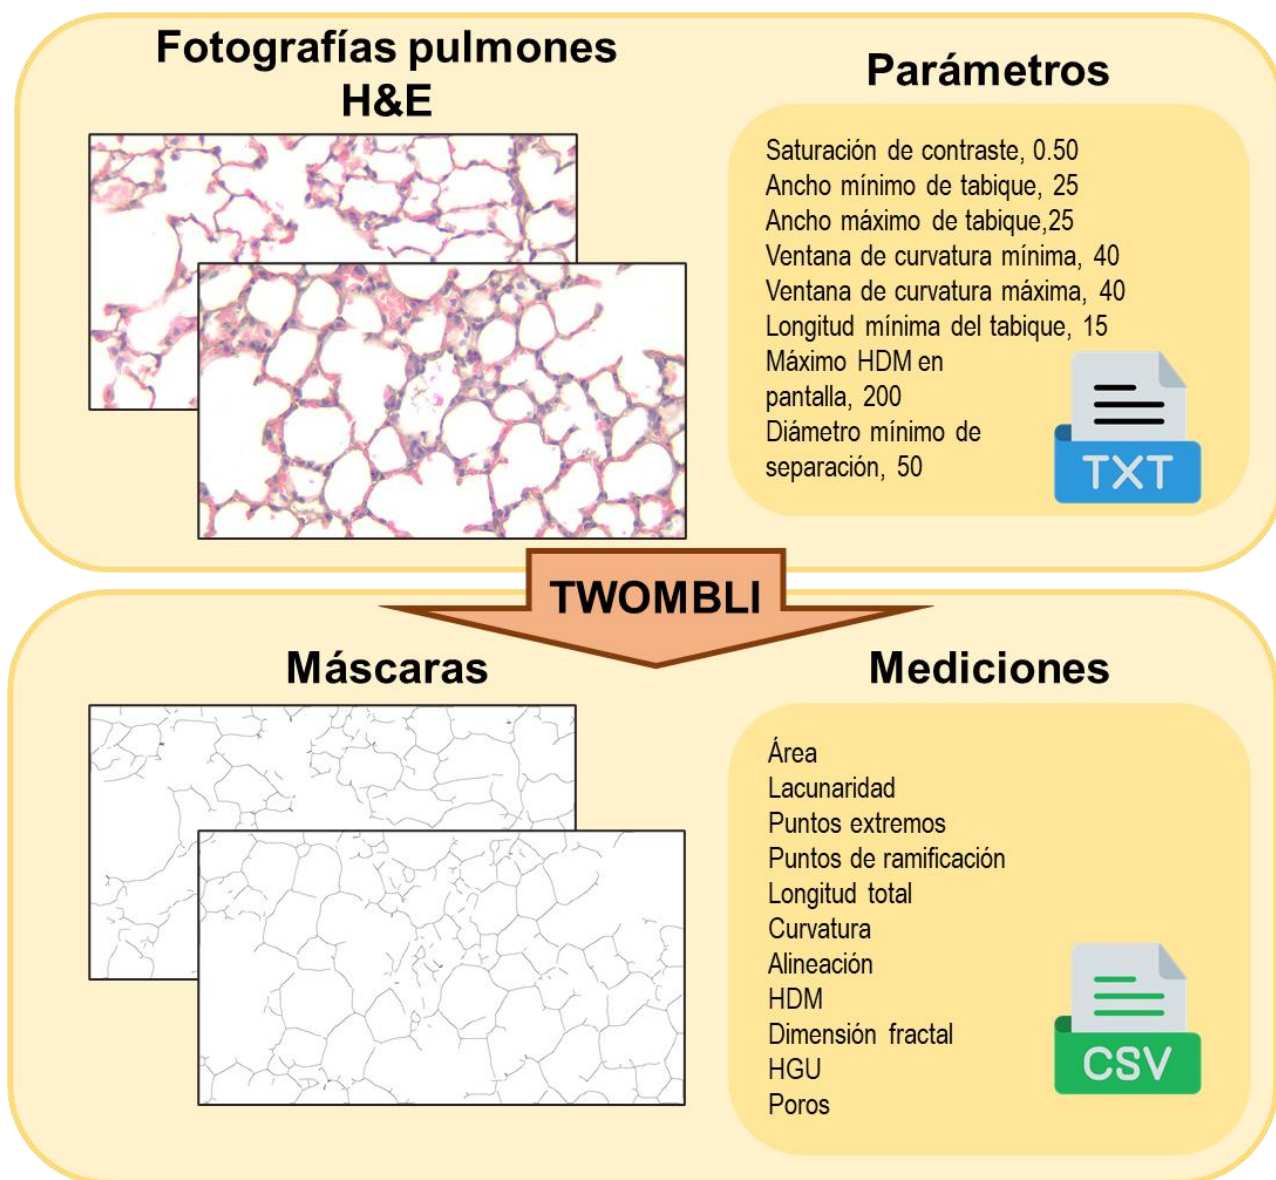 Fotografías pulmones
H&E
Parámetros
Saturación de contraste, 0.50
Ancho mínimo de tabique, 25
Ancho máximo de tabique,25
Ventana de curvatura mínima, 40
Ventana de curvatura máxima, 40
Longitud mínima del tabique, 15
Máximo HDM en
pantalla, 200
Diámetro mínimo de
separación, 50
TXT
TWOMBLI
Máscaras
Mediciones
Área
Lacunaridad
Puntos extremos
Puntos de ramificación
Longitud total
Curvatura
Alineación
HDM
Dimensión fractal
HGU
Poros
CSV